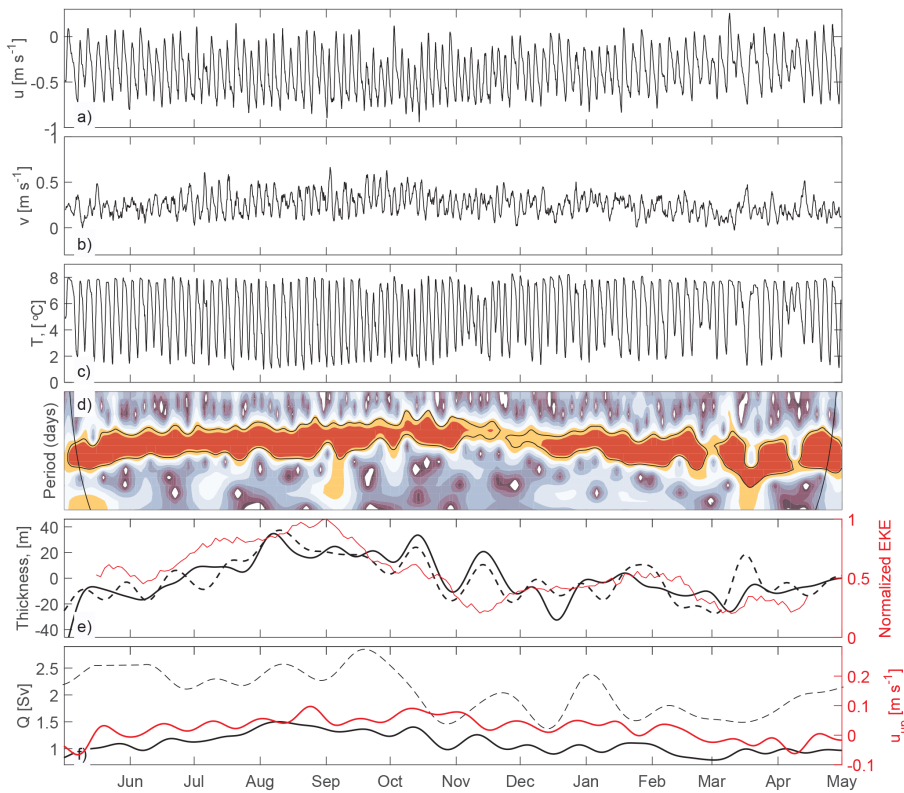 0
-0.5
-1
u [m s⁻¹]
a)
1
0.5
0
v [m s⁻¹]
b)
8
6
4
2
0
T, [°C]
c)
d)
Period (days)
40
20
0
-20
-40
Thickness, [m]
e)
1
0.5
0
Normalized EKE
2.5
2
1.5
1
Q [Sv]
f)
0.2
0.1
0
-0.1
u_up [m s⁻¹]
Jun Jul Aug Sep Oct Nov Dec Jan Feb Mar Apr May